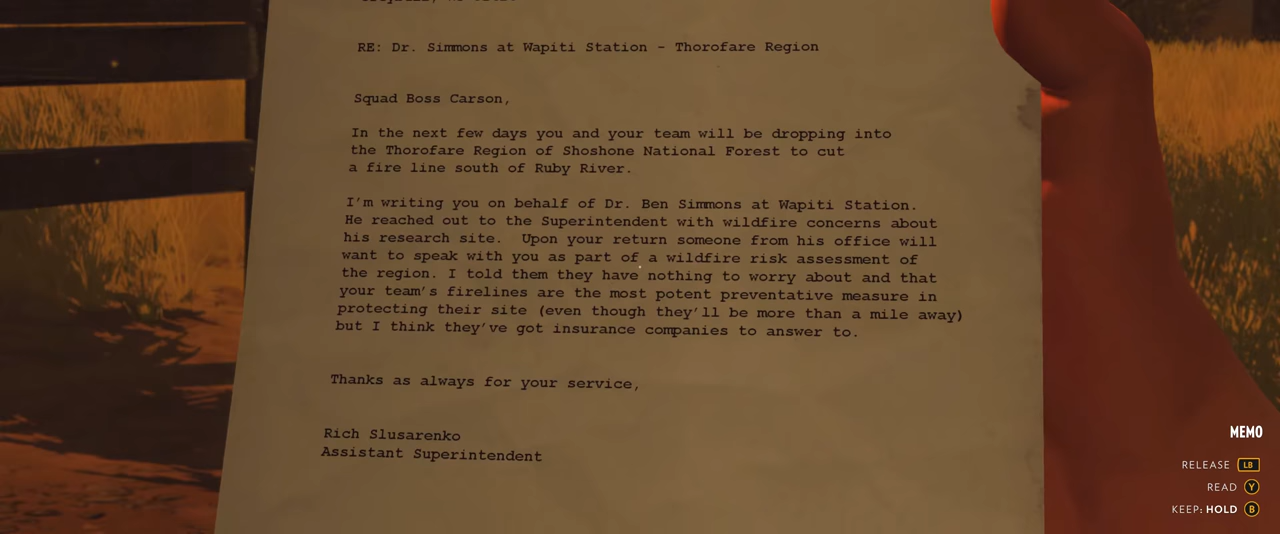 RE: Dr. Simmons at Wapiti Station - Thorofare Region
Squad Boss Carson,
In the next few days you and your team will be dropping into
the Thorofare Region of Shoshone National Forest to cut
a fire line south of Ruby River.
I'm writing you on behalf of Dr. Ben Simmons at Wapiti Station.
He reached out to the Superintendent with wildfire concerns about
his research site.  Upon your return someone from his office will
want to speak with you as part of a wildfire risk assessment of
the region. I told them they have nothing to worry about and that
your team's firelines are the most potent preventative measure in
protecting their site (even though they'll be more than a mile away)
but I think they've got insurance companies to answer to.
Thanks as always for your service,
Rich Slusarenko
Assistant Superintendent
MEMO
RELEASE LB
READ Y
KEEP: HOLD B